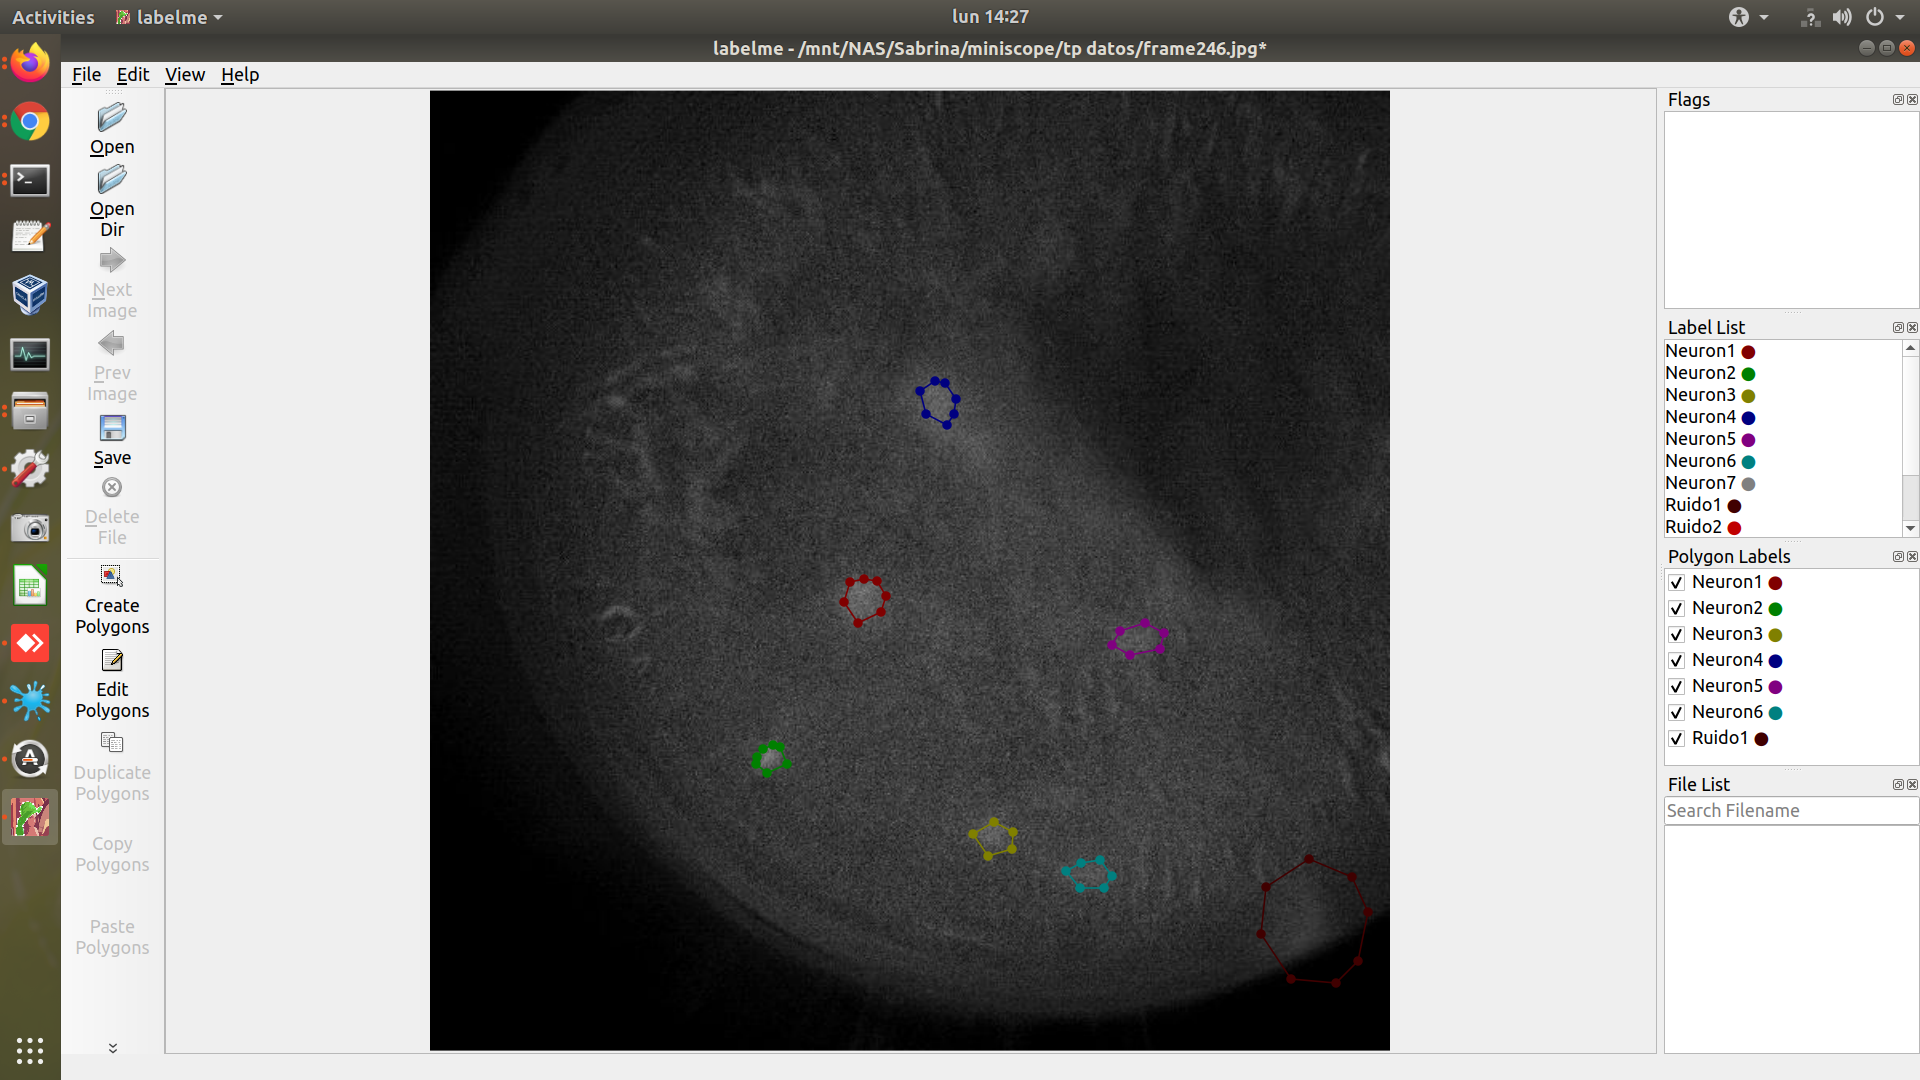 Activities labelme lun 14:27
labelme - /mnt/NAS/Sabrina/miniscope/tp datos/frame246.jpg*
File Edit View Help
Open
Open
Dir
Next
Image
Prev
Image
Save
Delete
File
Create
Polygons
Edit
Polygons
Duplicate
Polygons
Copy
Polygons
Paste
Polygons
Flags
Label List
Neuron1
Neuron2
Neuron3
Neuron4
Neuron5
Neuron6
Neuron7
Ruido1
Ruido2
Polygon Labels
Neuron1
Neuron2
Neuron3
Neuron4
Neuron5
Neuron6
Ruido1
File List
Search Filename